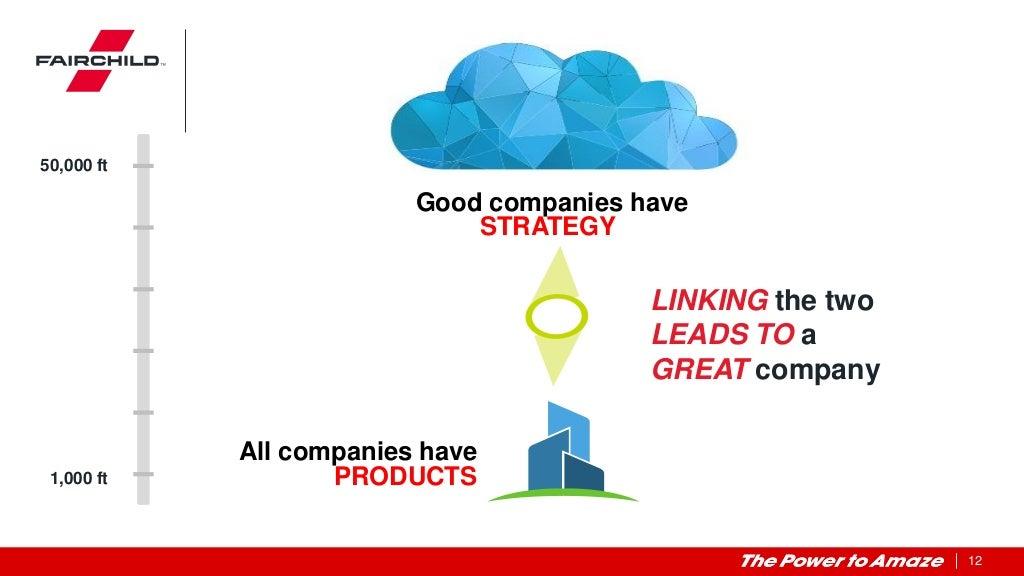 FAIRCHILD™
50,000 ft
Good companies have
STRATEGY
LINKING the two
LEADS TO a
GREAT company
All companies have
PRODUCTS
1,000 ft
The Power to Amaze | 12